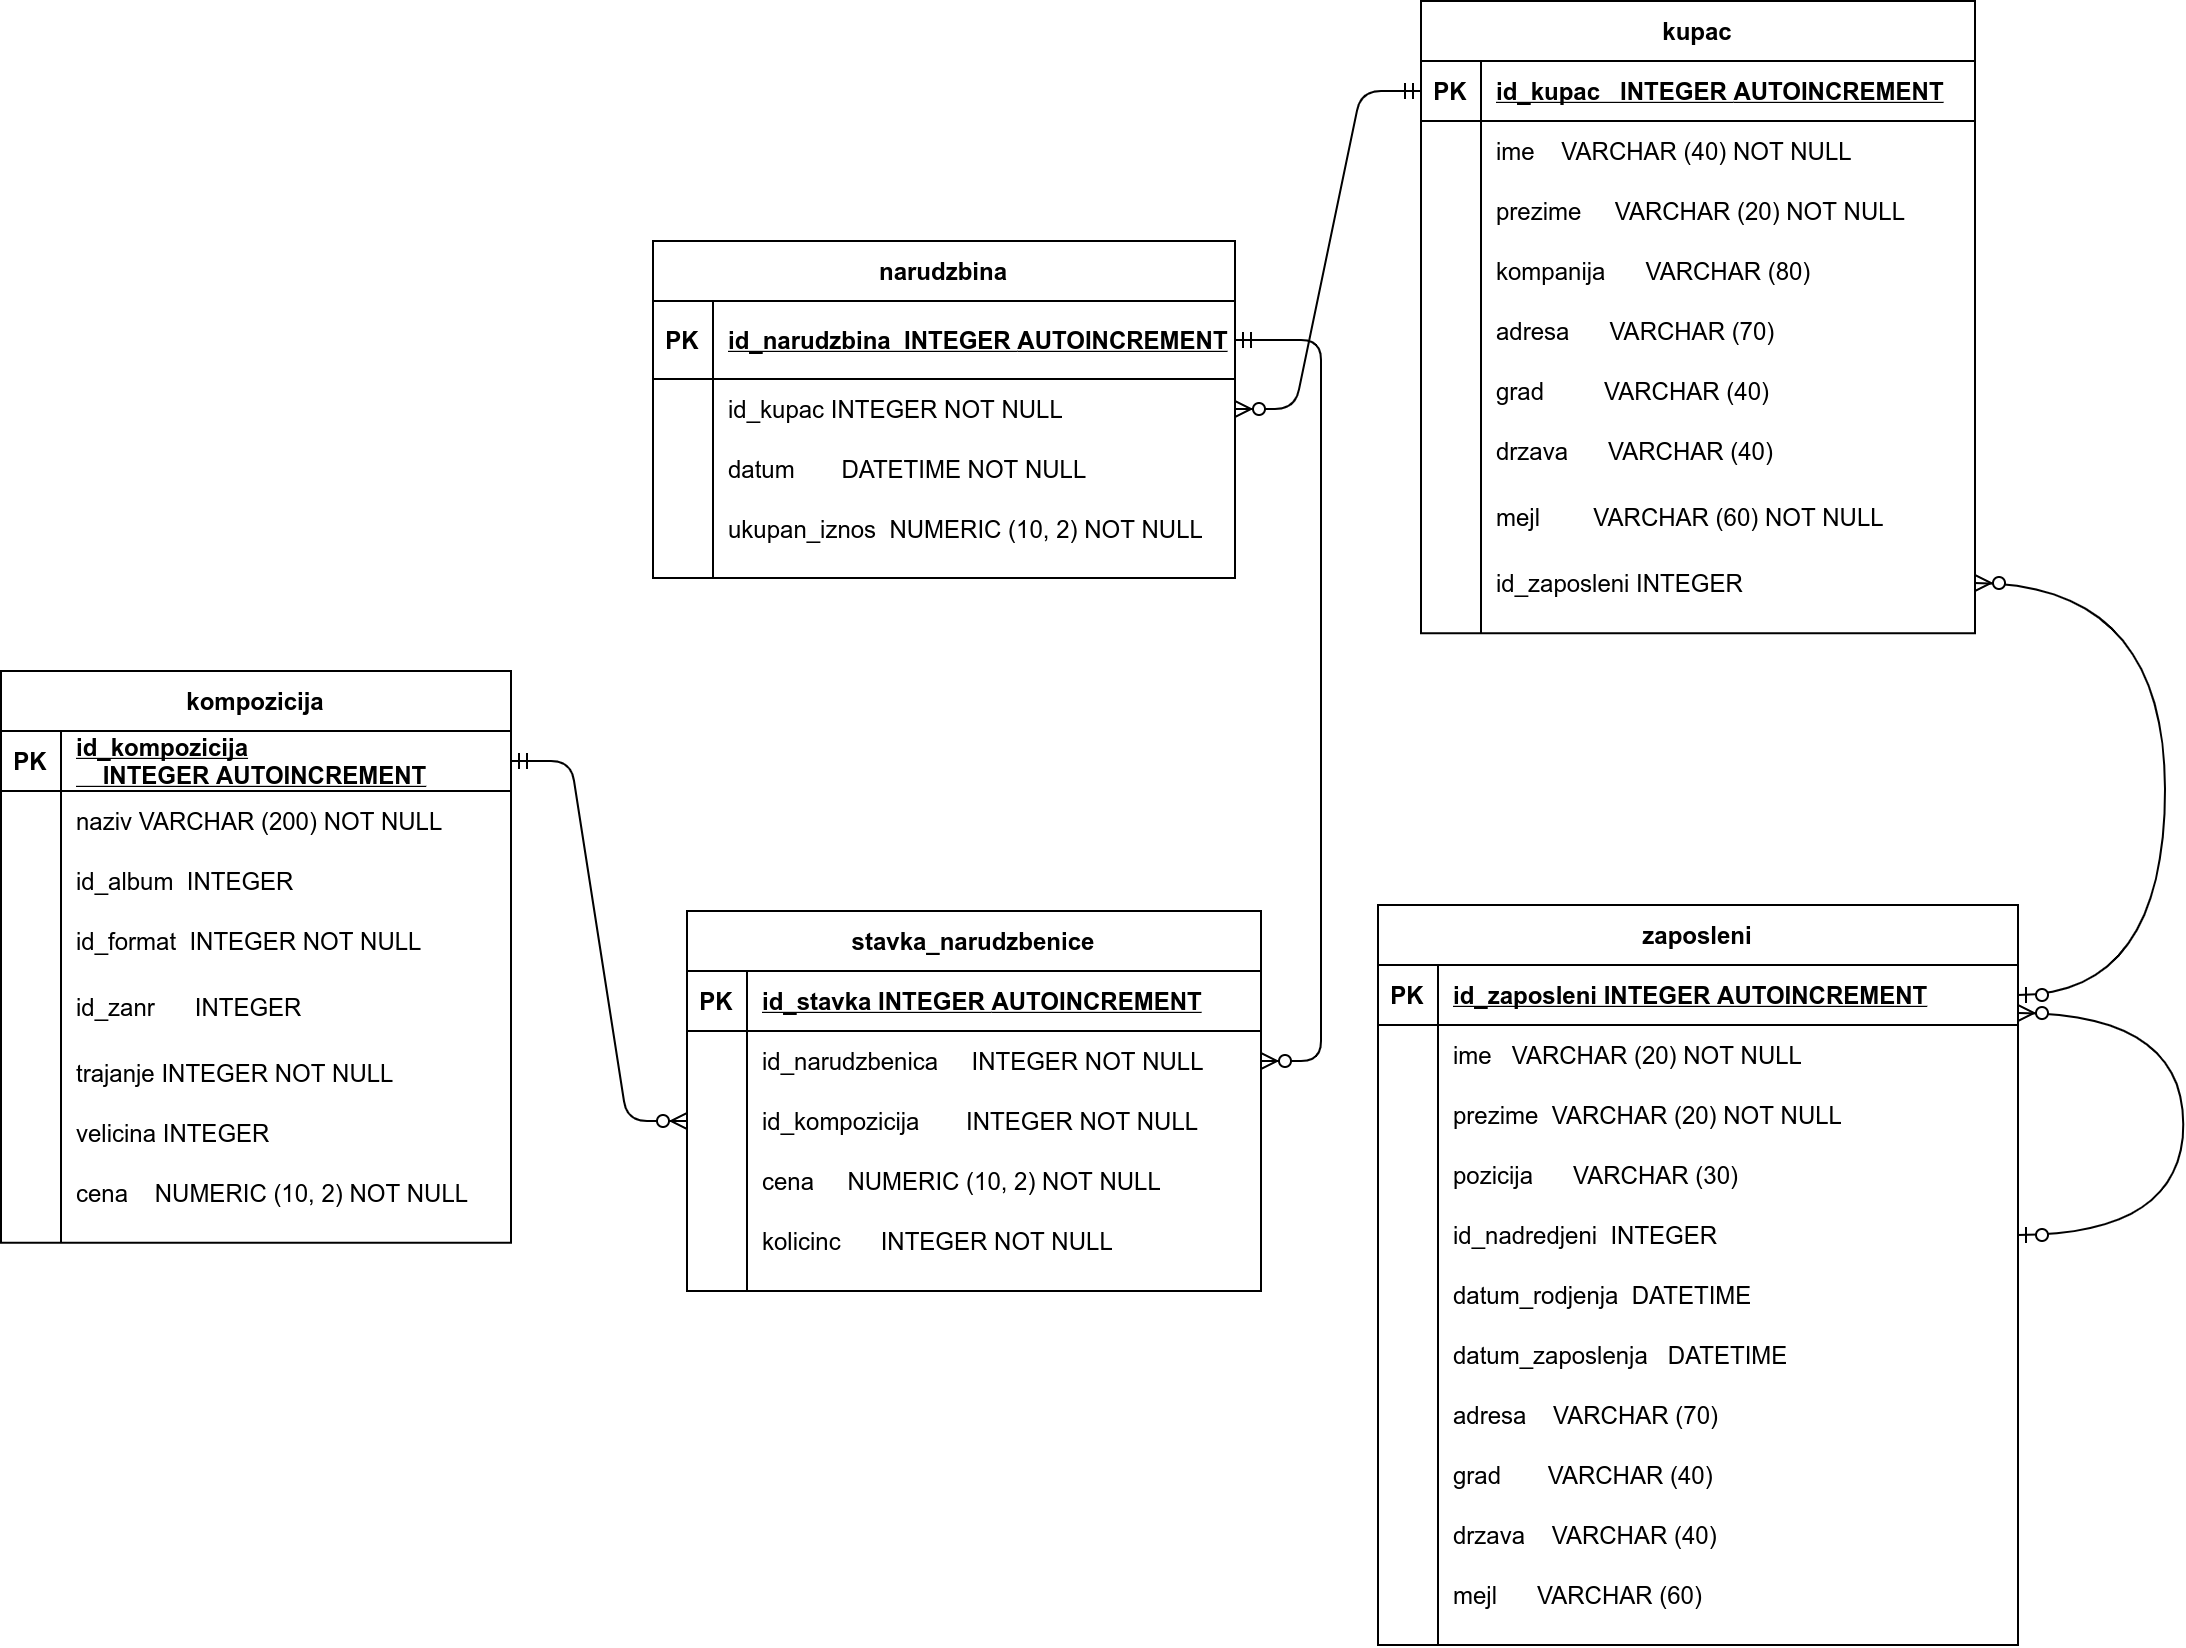 kupac
PK id_kupac INTEGER AUTOINCREMENT
ime VARCHAR (40) NOT NULL
prezime VARCHAR (20) NOT NULL
kompanija VARCHAR (80)
adresa VARCHAR (70)
grad VARCHAR (40)
drzava VARCHAR (40)
mejl VARCHAR (60) NOT NULL
id_zaposleni INTEGER
narudzbina
PK id_narudzbina INTEGER AUTOINCREMENT
id_kupac INTEGER NOT NULL
datum DATETIME NOT NULL
ukupan_iznos NUMERIC (10, 2) NOT NULL
kompozicija
PK id_kompozicija
INTEGER AUTOINCREMENT
naziv VARCHAR (200) NOT NULL
id_album INTEGER
id_format INTEGER NOT NULL
id_zanr INTEGER
trajanje INTEGER NOT NULL
velicina INTEGER
cena NUMERIC (10, 2) NOT NULL
stavka_narudzbenice
PK id_stavka INTEGER AUTOINCREMENT
id_narudzbenica INTEGER NOT NULL
id_kompozicija INTEGER NOT NULL
cena NUMERIC (10, 2) NOT NULL
kolicinc INTEGER NOT NULL
zaposleni
PK id_zaposleni INTEGER AUTOINCREMENT
ime VARCHAR (20) NOT NULL
prezime VARCHAR (20) NOT NULL
pozicija VARCHAR (30)
id_nadredjeni INTEGER
datum_rodjenja DATETIME
datum_zaposlenja DATETIME
adresa VARCHAR (70)
grad VARCHAR (40)
drzava VARCHAR (40)
mejl VARCHAR (60)